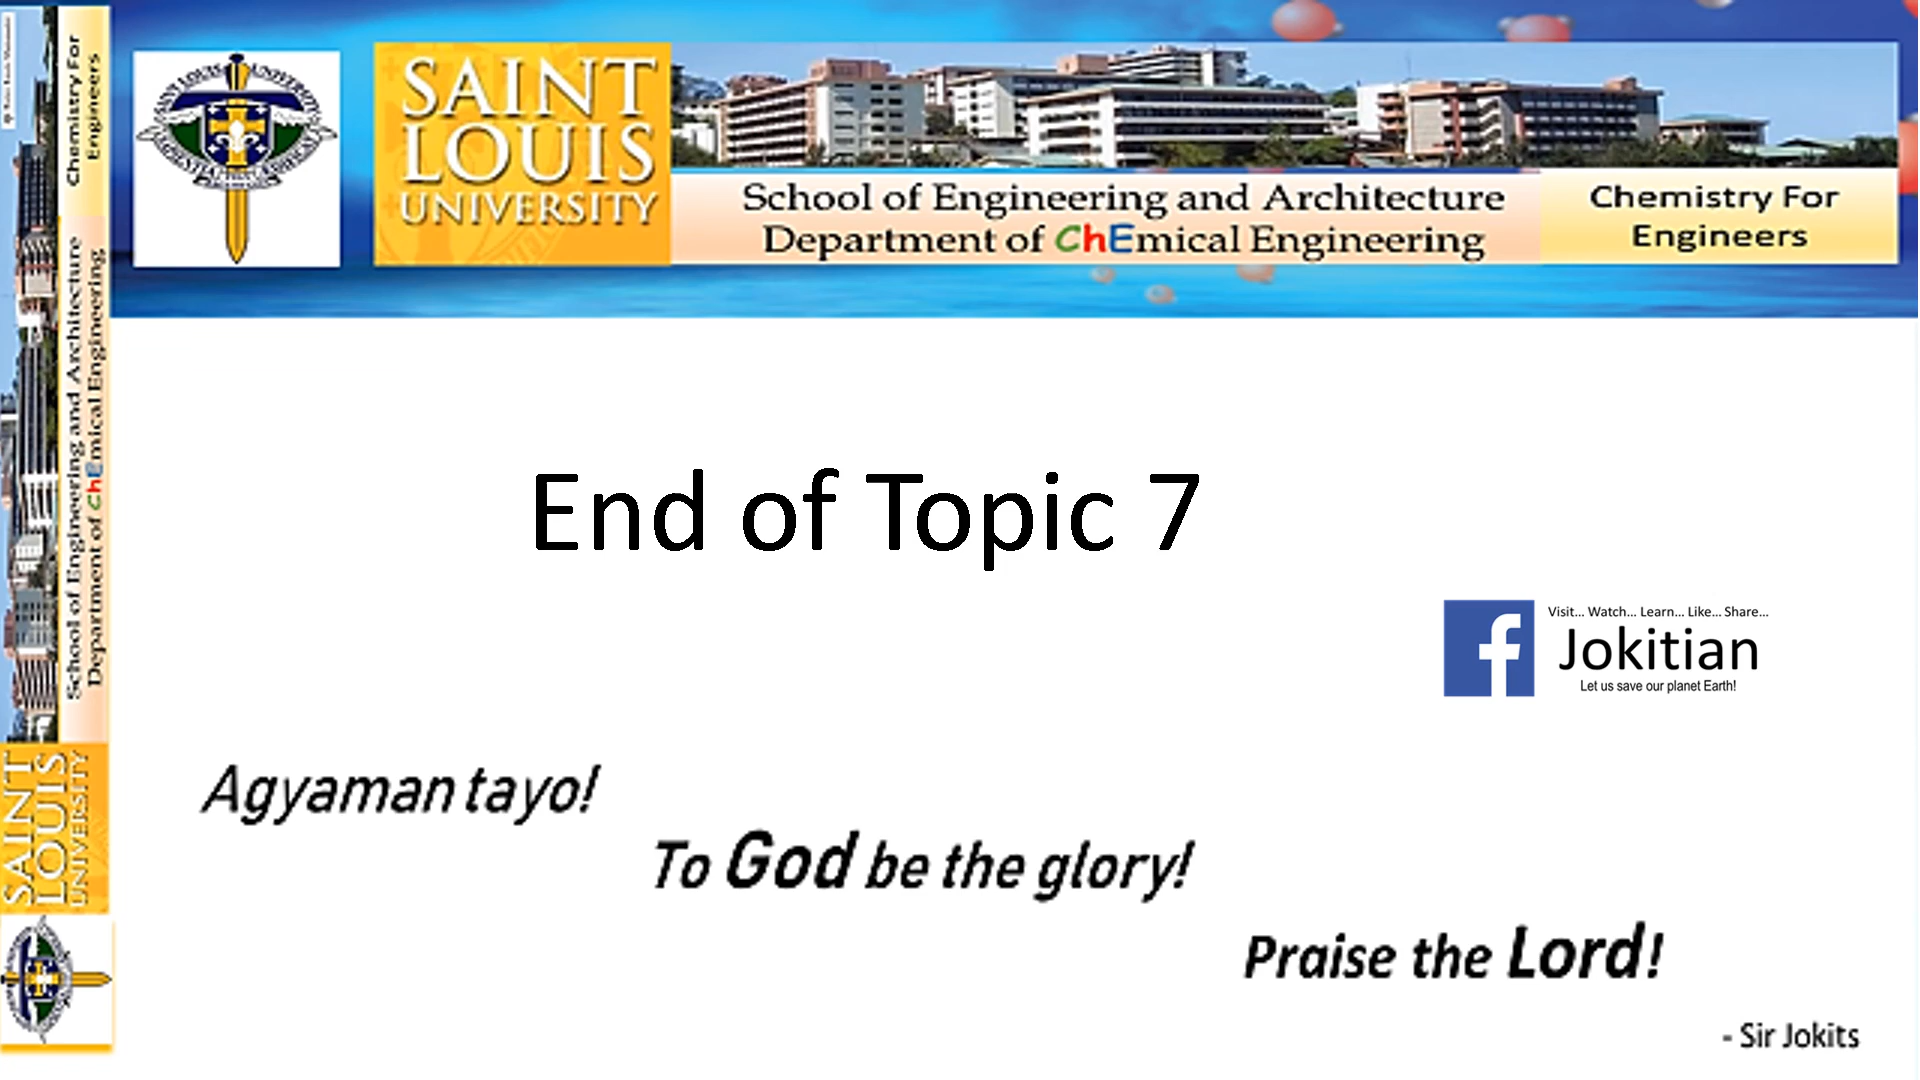 SAINT
LOUIS
UNIVERSITY
School of Engineering and Architecture
Department of ChEmical Engineering
Chemistry For
Engineers
End of Topic 7
Visit... Watch... Learn... Like... Share...
Jokitian
Let us save our planet Earth!
Agyaman tayo!
To God be the glory!
Praise the Lord!
- Sir Jokits
Chemistry For
Engineers
School of Engineering and Architecture
Department of ChEmical Engineering
SAINT
LOUIS
UNIVERSITY